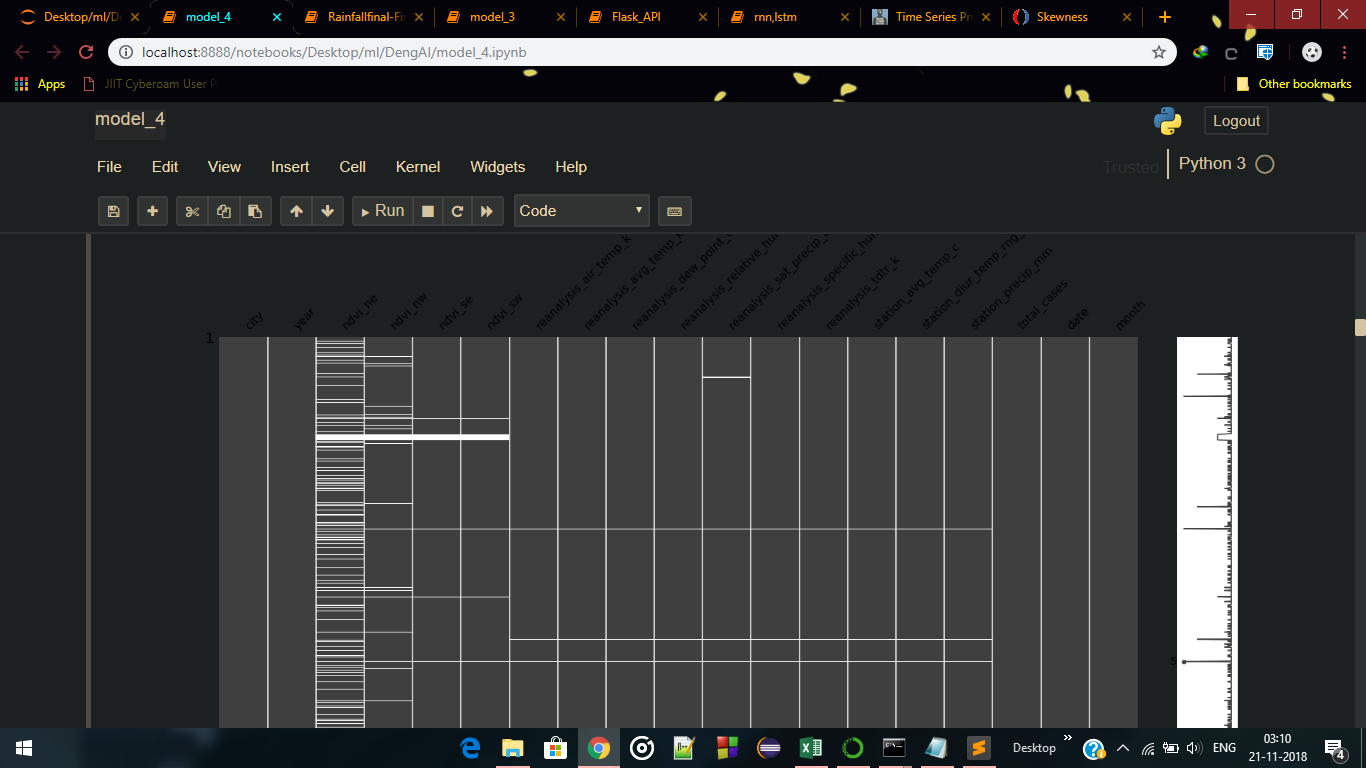 Desktop/ml/D
model_4
Rainfallfinal-Fi
model_3
Flask_API
rnn,lstm
Time Series Pr
Skewness
localhost:8888/notebooks/Desktop/ml/DengAI/model_4.ipynb
Apps
JIIT Cyberoam User P
Other bookmarks
model_4
Logout
File Edit View Insert Cell Kernel Widgets Help
Trusted
Python 3
Run
Code
city
year
ndvi_ne
ndvi_nw
ndvi_se
ndvi_sw
reanalysis_air_temp_k
reanalysis_avg_temp_k
reanalysis_dew_point_
reanalysis_relative_hu
reanalysis_sat_precip_
reanalysis_specific_hu
reanalysis_tdtr_k
station_avg_temp_c
station_diur_temp_rng_
station_precip_mm
total_cases
date
month
1
5
Desktop
ENG
03:10
21-11-2018
4